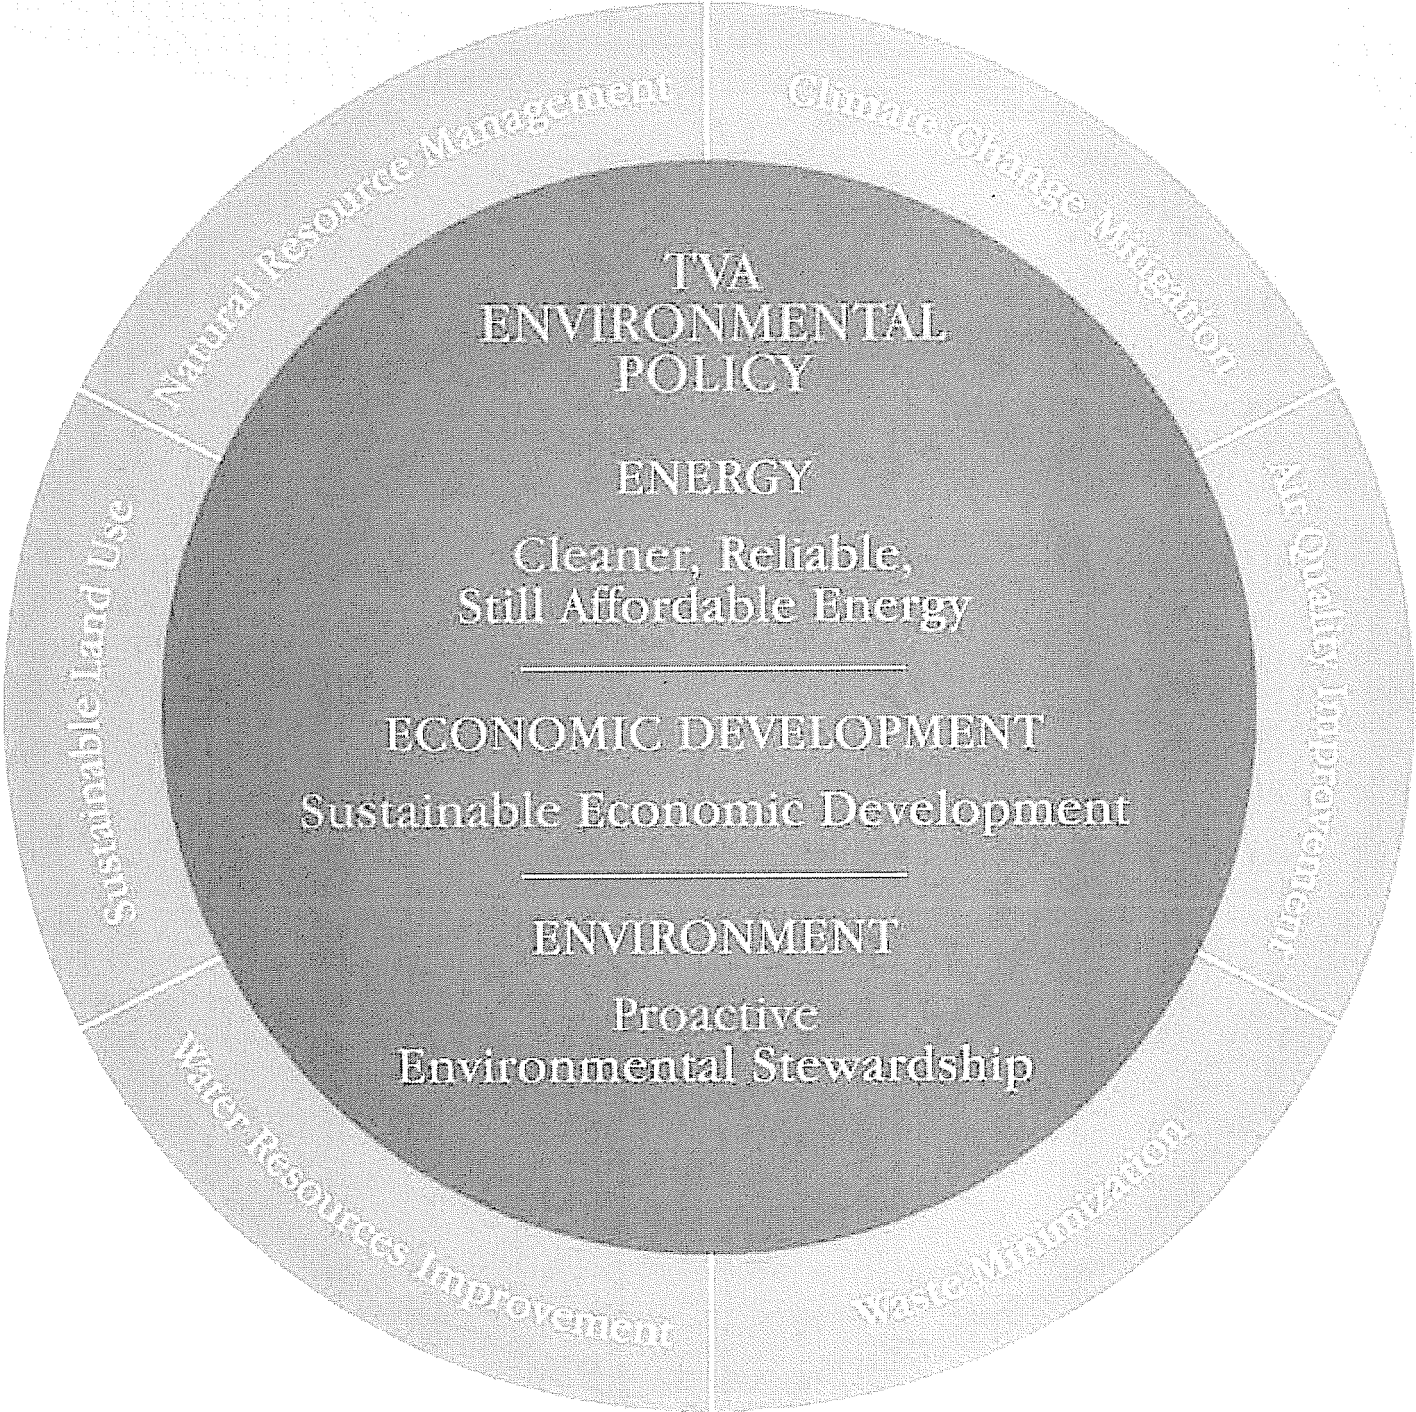 Natural Resource Management
Climate Change Mitigation
Air Quality Improvement
Waste Minimization
Water Resources Improvement
Sustainable Land Use
TVA
ENVIRONMENTAL
POLICY
ENERGY
Cleaner, Reliable,
Still Affordable Energy
ECONOMIC DEVELOPMENT
Sustainable Economic Development
ENVIRONMENT
Proactive
Environmental Stewardship